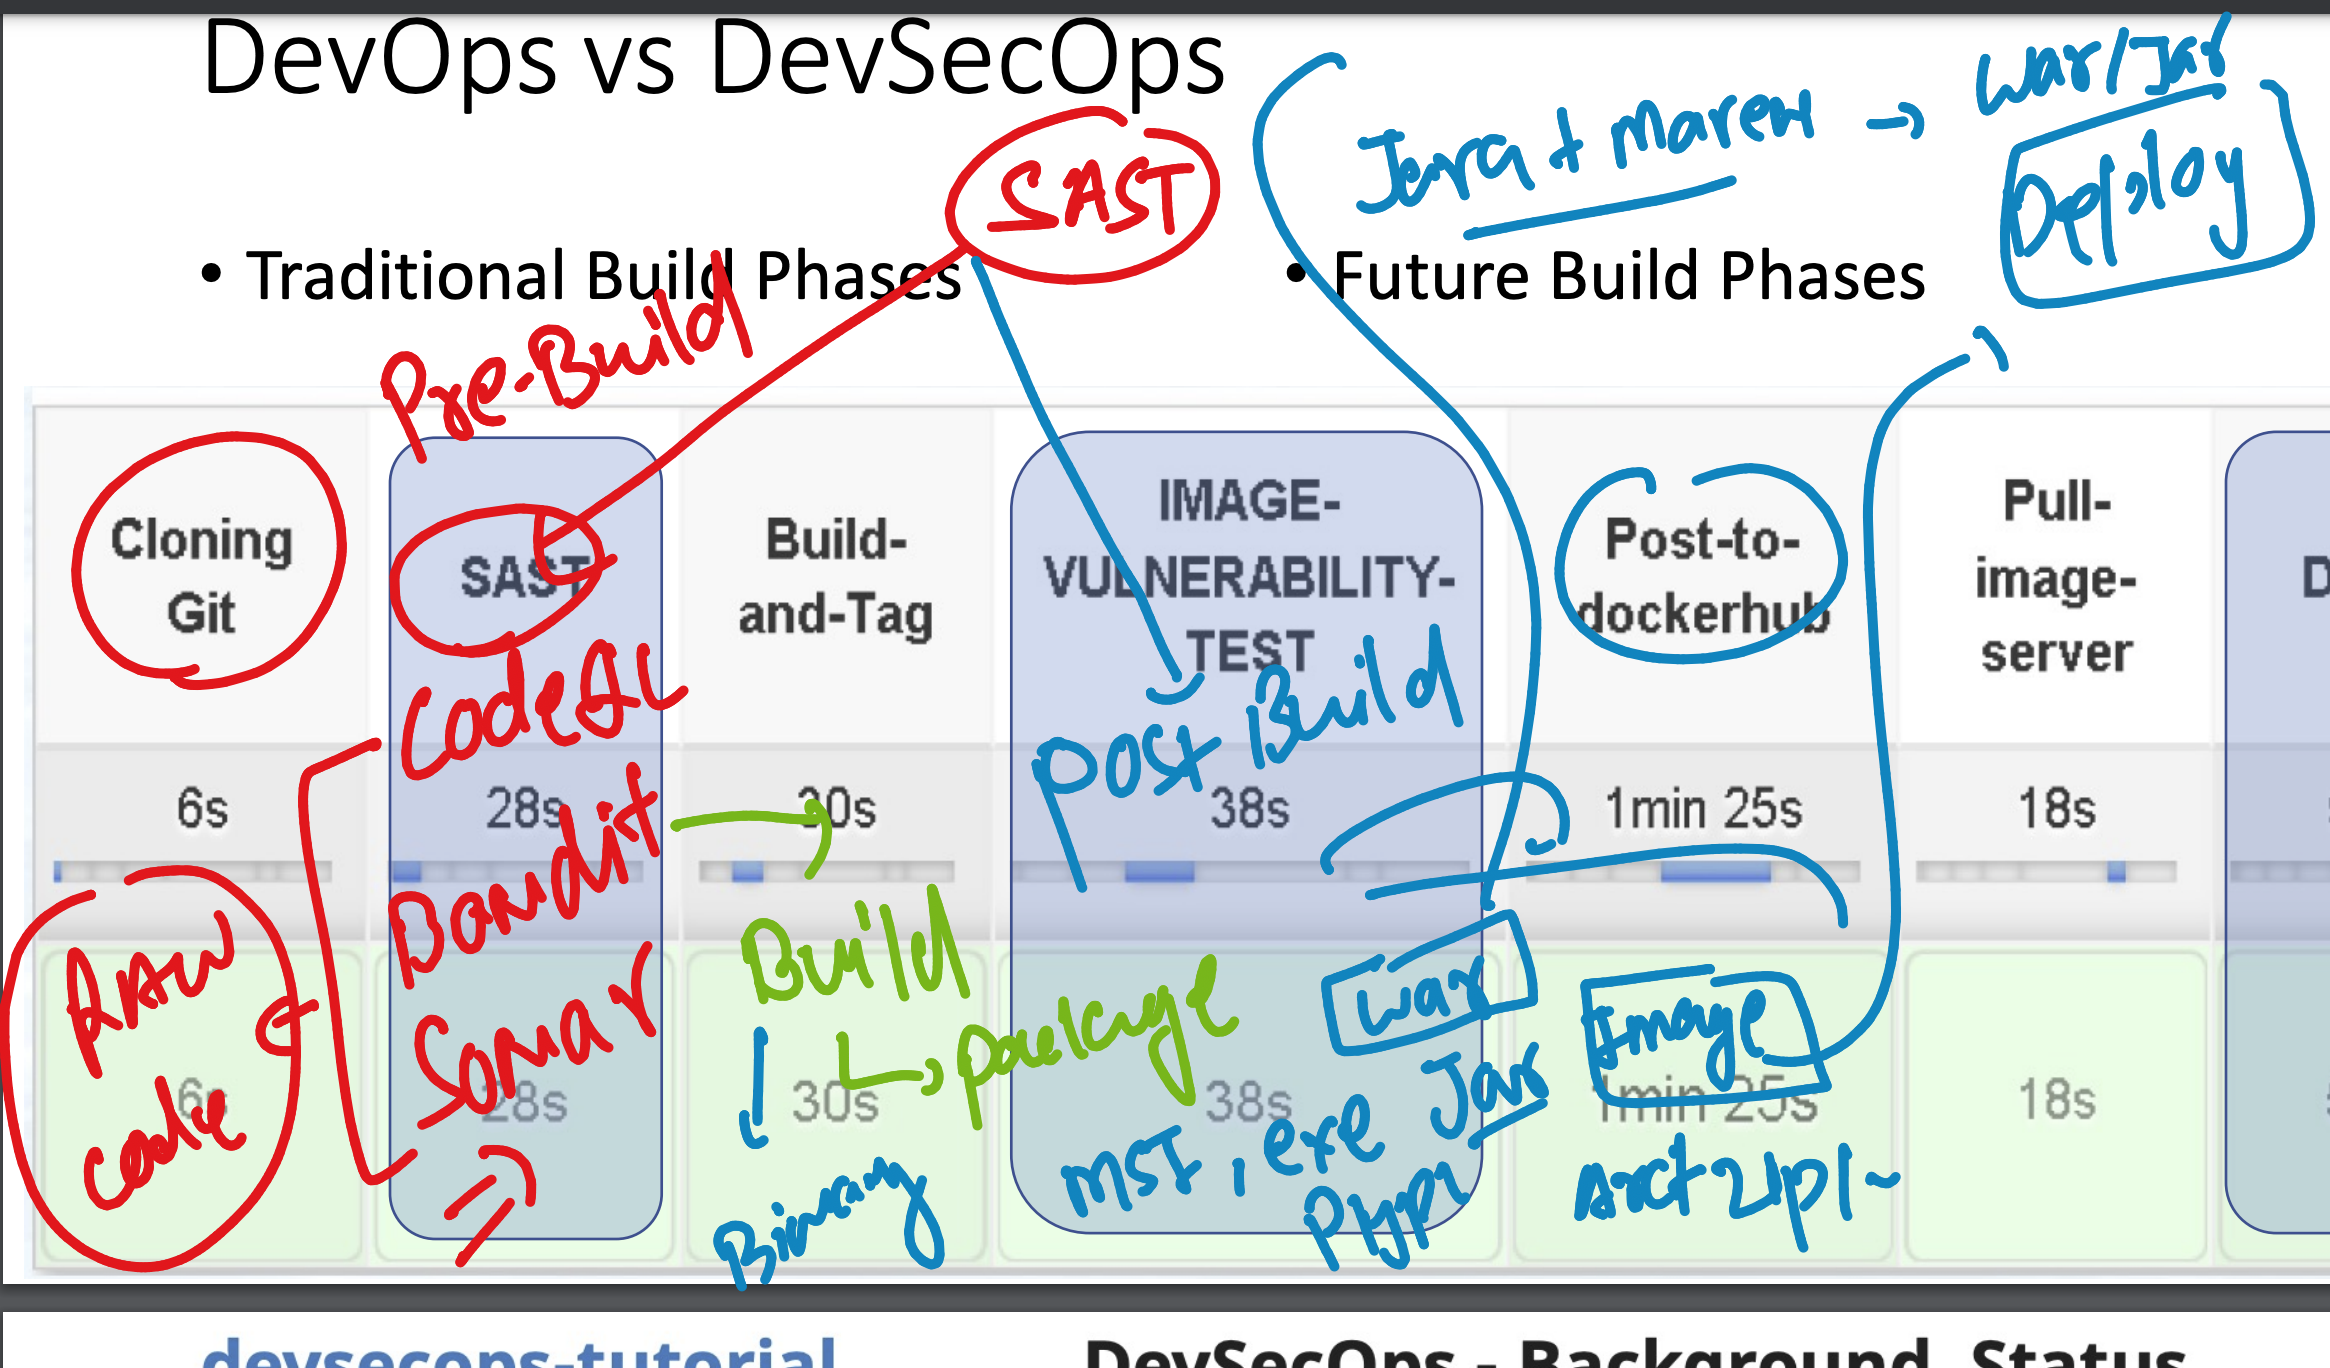 DevOps vs DevSecOps
SAST
Java + maven → war/Jar
Deploy
• Traditional Build Phases
• Future Build Phases
Pre-Build
Cloning Git
SAST
Build-and-Tag
IMAGE-VULNERABILITY-TEST
Post-to-dockerhub
Pull-image-server
D
CodeQL
Bandit
Sonar
Post Build
6s
28s
30s
38s
1min 25s
18s
RAW
code
Build
↳ package
Binary
war
Jar
MSI, exe
PYPI
Image
6s
28s
30s
38s
1min 25s
18s
devsecops-tutorial
DevSecOps - Background Status